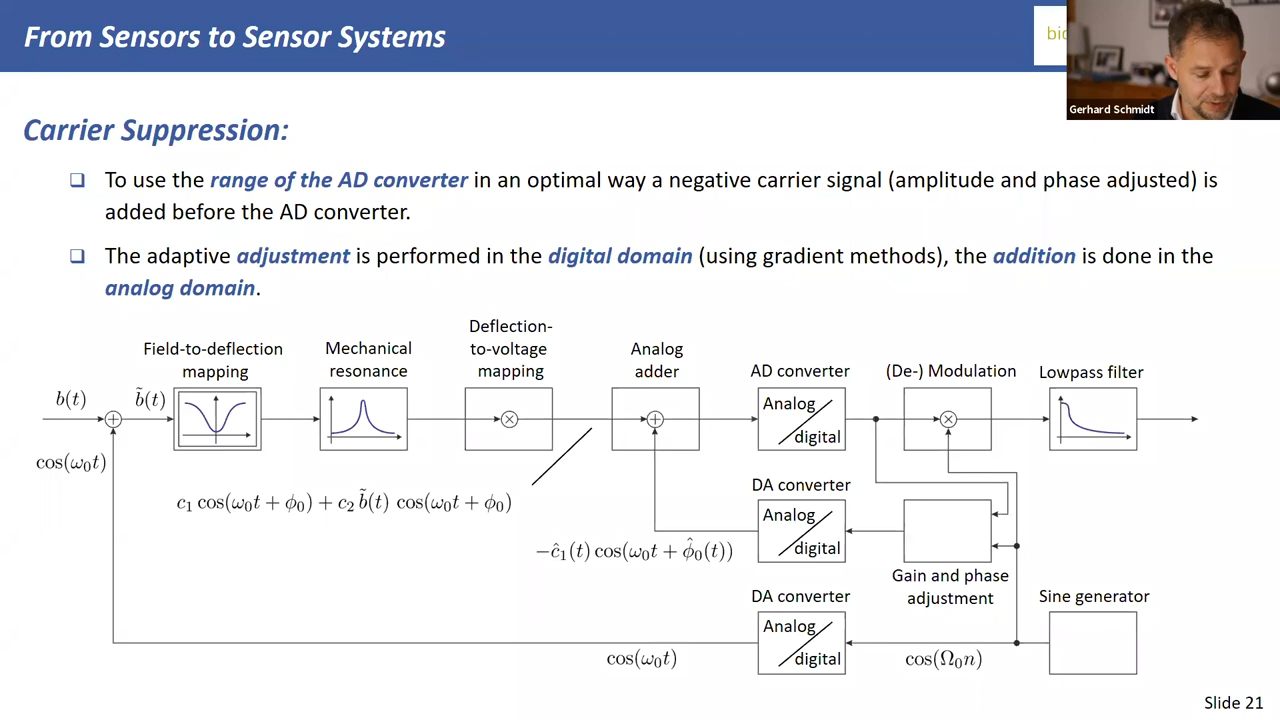 From Sensors to Sensor Systems
Gerhard Schmidt
Carrier Suppression:
To use the range of the AD converter in an optimal way a negative carrier signal (amplitude and phase adjusted) is
added before the AD converter.
The adaptive adjustment is performed in the digital domain (using gradient methods), the addition is done in the
analog domain.
Field-to-deflection
mapping
Mechanical
resonance
Deflection-
to-voltage
mapping
Analog
adder
AD converter
(De-) Modulation
Lowpass filter
b(t)
b̃(t)
Analog
digital
cos(ω₀t)
c₁ cos(ω₀t + ϕ₀) + c₂ b̃(t) cos(ω₀t + ϕ₀)
DA converter
Analog
digital
−ĉ₁(t) cos(ω₀t + ϕ̂₀(t))
Gain and phase
adjustment
DA converter
Sine generator
Analog
digital
cos(ω₀t)
cos(Ω₀n)
Slide 21